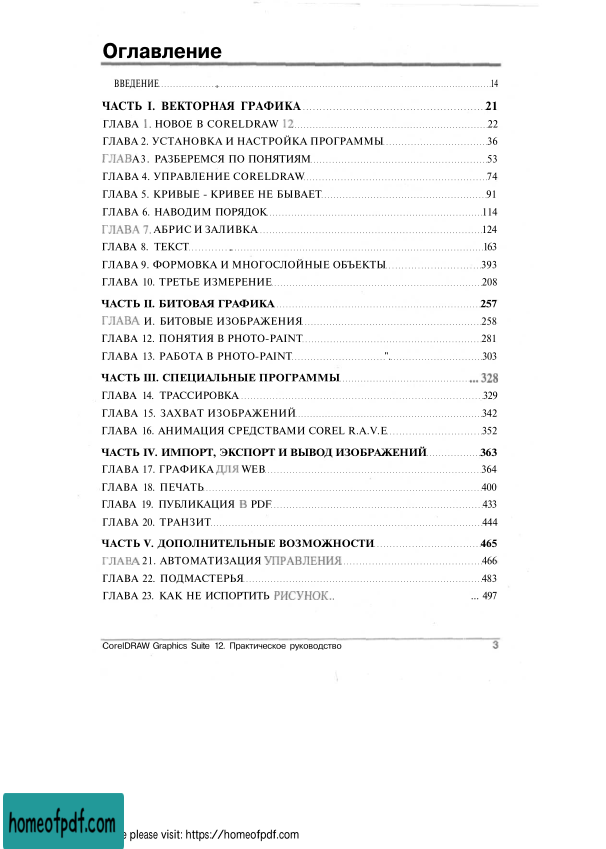 Оглавление
ВВЕДЕНИЕ 14
ЧАСТЬ I. ВЕКТОРНАЯ ГРАФИКА 21
ГЛАВА 1. НОВОЕ В CORELDRAW 12 22
ГЛАВА 2. УСТАНОВКА И НАСТРОЙКА ПРОГРАММЫ 36
ГЛАВА3. РАЗБЕРЕМСЯ ПО ПОНЯТИЯМ 53
ГЛАВА 4. УПРАВЛЕНИЕ CORELDRAW 74
ГЛАВА 5. КРИВЫЕ - КРИВЕЕ НЕ БЫВАЕТ 91
ГЛАВА 6. НАВОДИМ ПОРЯДОК 114
ГЛАВА 7. АБРИС И ЗАЛИВКА 124
ГЛАВА 8. ТЕКСТ 163
ГЛАВА 9. ФОРМОВКА И МНОГОСЛОЙНЫЕ ОБЪЕКТЫ 393
ГЛАВА 10. ТРЕТЬЕ ИЗМЕРЕНИЕ 208
ЧАСТЬ II. БИТОВАЯ ГРАФИКА 257
ГЛАВА И. БИТОВЫЕ ИЗОБРАЖЕНИЯ 258
ГЛАВА 12. ПОНЯТИЯ В PHOTO-PAINT 281
ГЛАВА 13. РАБОТА В PHOTO-PAINT ". 303
ЧАСТЬ III. СПЕЦИАЛЬНЫЕ ПРОГРАММЫ ... 328
ГЛАВА 14. ТРАССИРОВКА 329
ГЛАВА 15. ЗАХВАТ ИЗОБРАЖЕНИЙ 342
ГЛАВА 16. АНИМАЦИЯ СРЕДСТВАМИ COREL R.A.V.E 352
ЧАСТЬ IV. ИМПОРТ, ЭКСПОРТ И ВЫВОД ИЗОБРАЖЕНИЙ 363
ГЛАВА 17. ГРАФИКА ДЛЯ WEB 364
ГЛАВА 18. ПЕЧАТЬ 400
ГЛАВА 19. ПУБЛИКАЦИЯ В PDF 433
ГЛАВА 20. ТРАНЗИТ 444
ЧАСТЬ V. ДОПОЛНИТЕЛЬНЫЕ ВОЗМОЖНОСТИ 465
ГЛАВА 21. АВТОМАТИЗАЦИЯ УПРАВЛЕНИЯ 466
ГЛАВА 22. ПОДМАСТЕРЬЯ 483
ГЛАВА 23. КАК НЕ ИСПОРТИТЬ РИСУНОК.. ... 497
CorelDRAW Graphics Suite 12. Практическое руководство 3
homeofpdf.com
please visit: https://homeofpdf.com